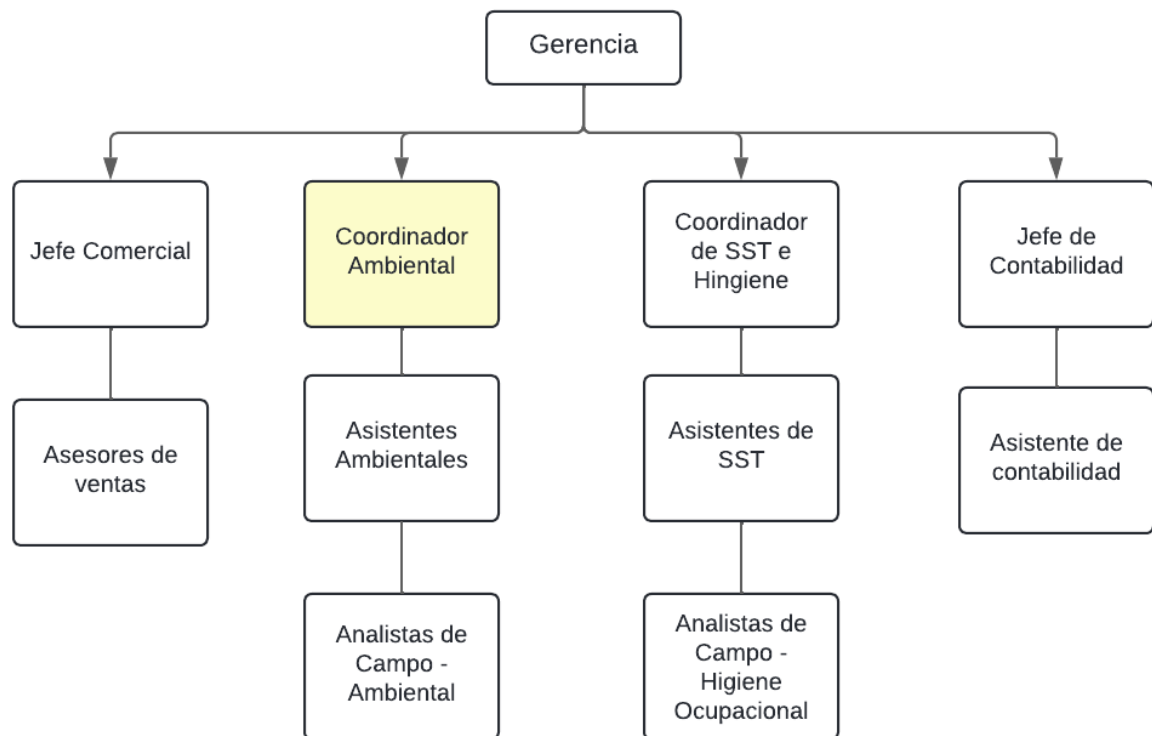 Gerencia
Jefe Comercial
Coordinador
Ambiental
Coordinador
de SST e
Hingiene
Jefe de
Contabilidad
Asesores de
ventas
Asistentes
Ambientales
Asistentes de
SST
Asistente de
contabilidad
Analistas de
Campo -
Ambiental
Analistas de
Campo -
Higiene
Ocupacional